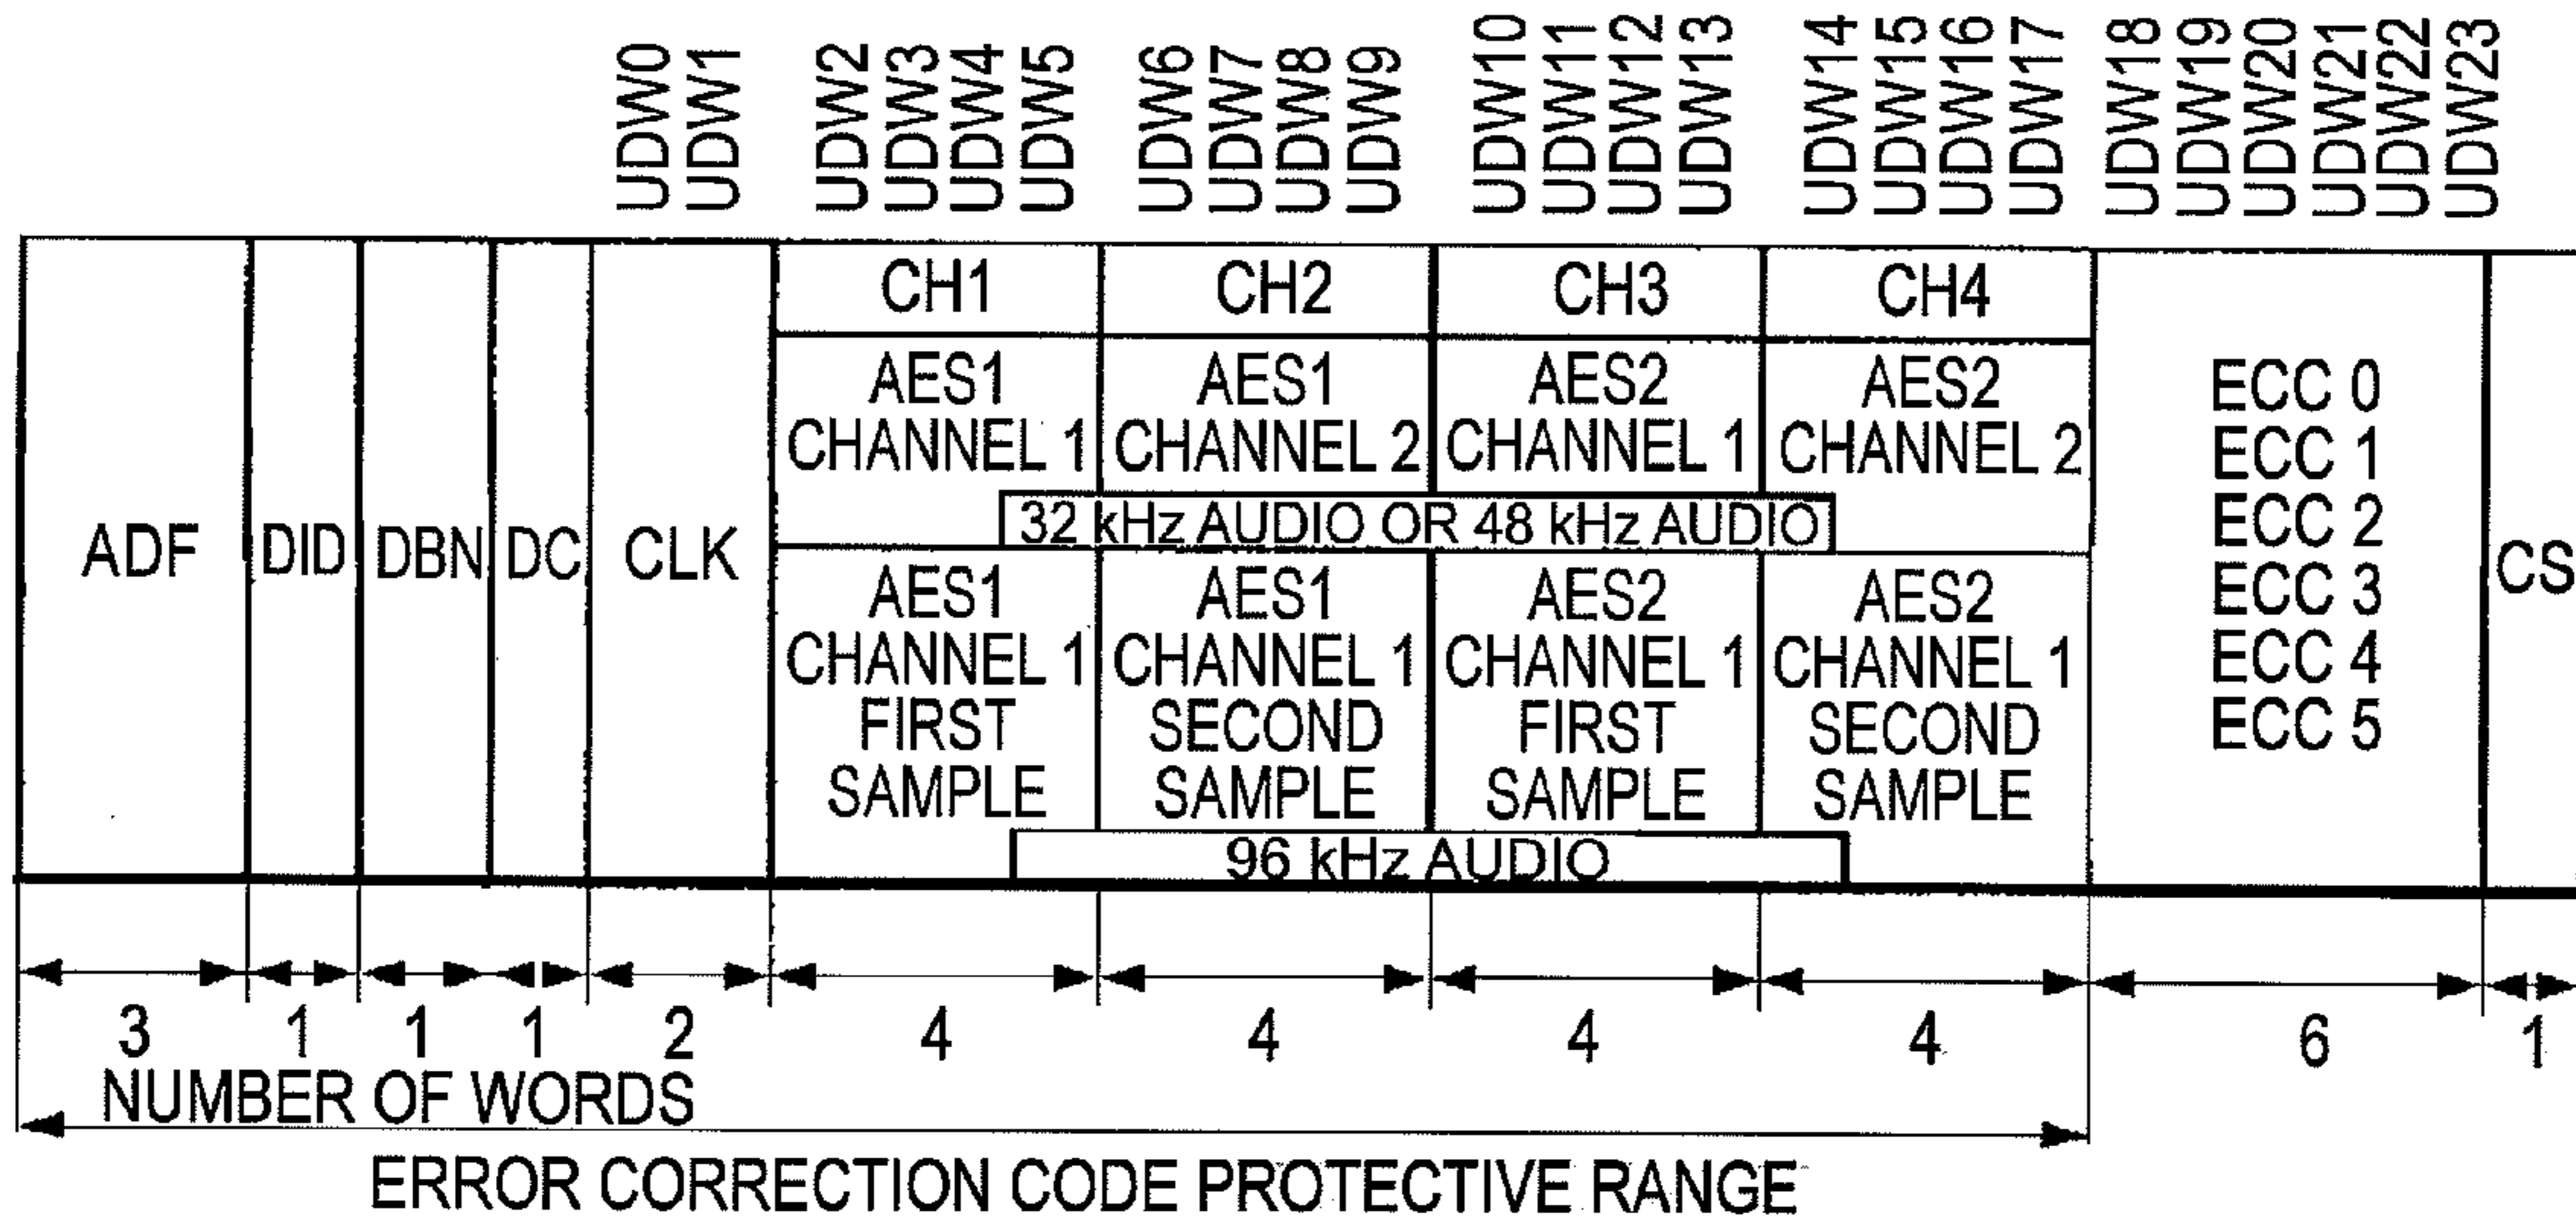 UDW0
UDW1
UDW2
UDW3
UDW4
UDW5
UDW6
UDW7
UDW8
UDW9
UDW10
UDW11
UDW12
UDW13
UDW14
UDW15
UDW16
UDW17
UDW18
UDW19
UDW20
UDW21
UDW22
UDW23
ADF
DID
DBN
DC
CLK
CH1
CH2
CH3
CH4
AES1
CHANNEL 1
AES1
CHANNEL 2
AES2
CHANNEL 1
AES2
CHANNEL 2
32 kHz AUDIO OR 48 kHz AUDIO
AES1
CHANNEL 1
FIRST
SAMPLE
AES1
CHANNEL 1
SECOND
SAMPLE
AES2
CHANNEL 1
FIRST
SAMPLE
AES2
CHANNEL 1
SECOND
SAMPLE
96 kHz AUDIO
ECC 0
ECC 1
ECC 2
ECC 3
ECC 4
ECC 5
CS
3 1 1 1 2 4 4 4 4 6 1
NUMBER OF WORDS
ERROR CORRECTION CODE PROTECTIVE RANGE